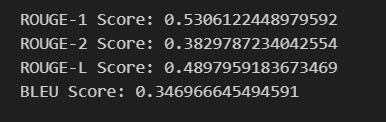 ROUGE-1 Score: 0.5306122448979592
ROUGE-2 Score: 0.3829787234042554
ROUGE-L Score: 0.4897959183673469
BLEU Score: 0.346966645494591